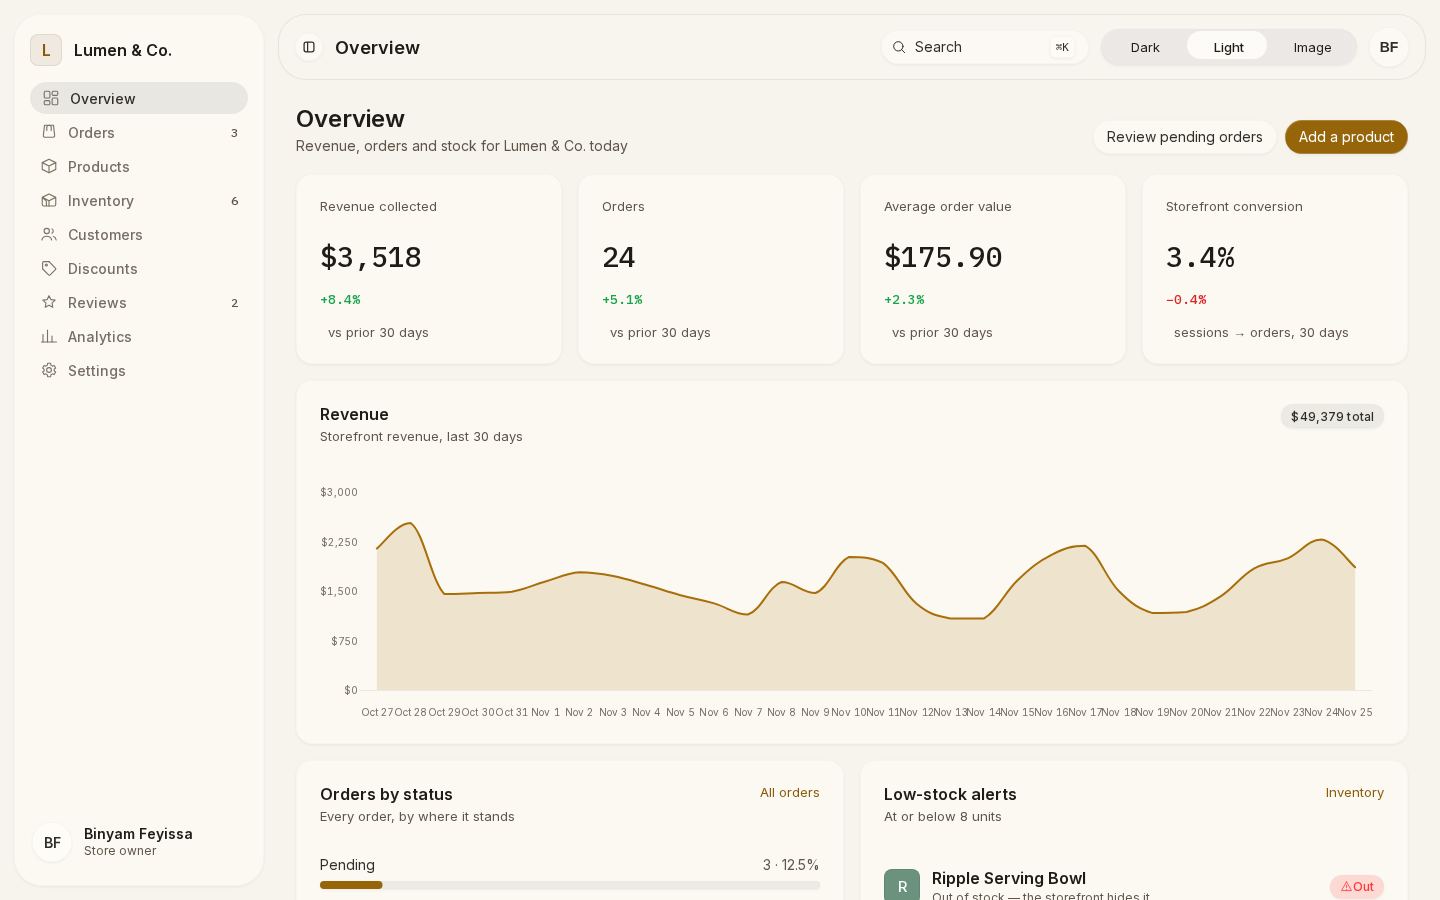 L Lumen & Co.
Overview
Orders 3
Products
Inventory 6
Customers
Discounts
Reviews 2
Analytics
Settings
BF Binyam Feyissa
Store owner
Overview
Search ⌘K
Dark Light Image
BF
Overview
Revenue, orders and stock for Lumen & Co. today
Review pending orders
Add a product
Revenue collected
$3,518
+8.4%
vs prior 30 days
Orders
24
+5.1%
vs prior 30 days
Average order value
$175.90
+2.3%
vs prior 30 days
Storefront conversion
3.4%
−0.4%
sessions → orders, 30 days
Revenue
Storefront revenue, last 30 days
$49,379 total
$3,000
$2,250
$1,500
$750
$0
Oct 27 Oct 28 Oct 29 Oct 30 Oct 31 Nov 1 Nov 2 Nov 3 Nov 4 Nov 5 Nov 6 Nov 7 Nov 8 Nov 9 Nov 10 Nov 11 Nov 12 Nov 13 Nov 14 Nov 15 Nov 16 Nov 17 Nov 18 Nov 19 Nov 20 Nov 21 Nov 22 Nov 23 Nov 24 Nov 25
Orders by status
All orders
Every order, by where it stands
Pending 3 · 12.5%
Low-stock alerts
Inventory
At or below 8 units
R Ripple Serving Bowl
Out of stock — the storefront hides it
Out